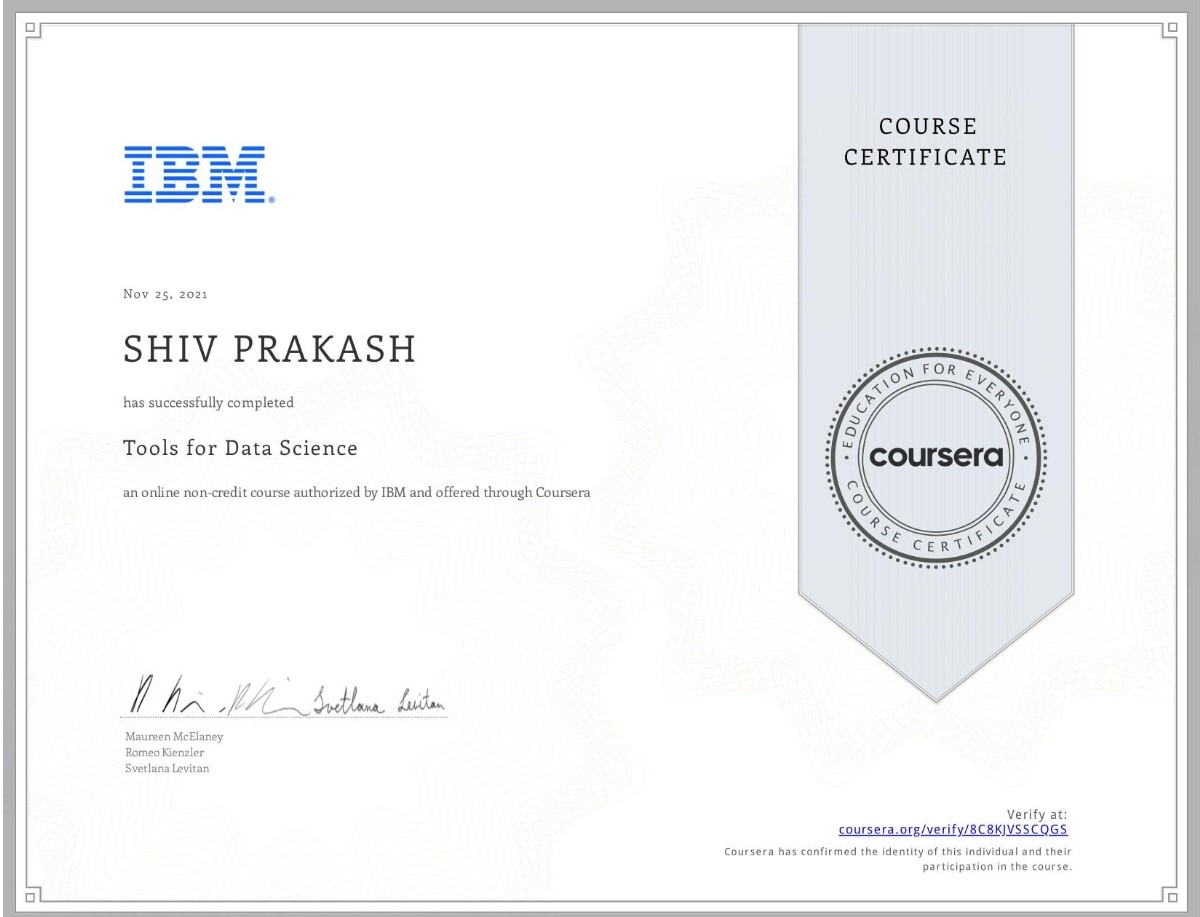 COURSE
CERTIFICATE
IBM®
Nov 25, 2021
SHIV PRAKASH
has successfully completed
Tools for Data Science
an online non-credit course authorized by IBM and offered through Coursera
EDUCATION FOR EVERYONE
coursera
COURSE CERTIFICATE
Svetlana Levitan
Maureen McElaney
Romeo Kienzler
Svetlana Levitan
Verify at:
coursera.org/verify/8C8KJVSSCQGS
Coursera has confirmed the identity of this individual and their
participation in the course.